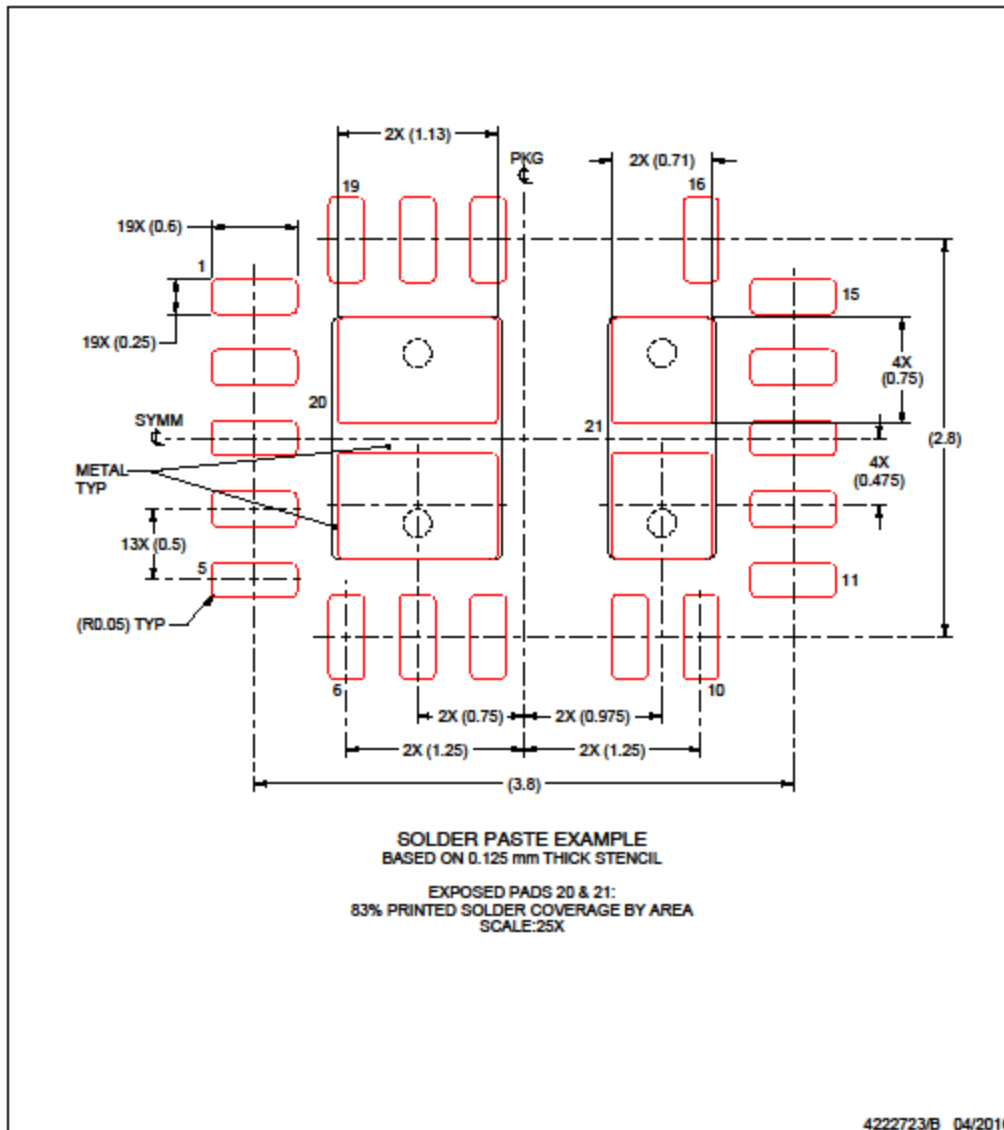 2X (1.13)
PKG
℄
2X (0.71)
19
16
19X (0.6)
1
15
19X (0.25)
4X
(0.75)
20
SYMM
℄
21
(2.8)
METAL
TYP
4X
(0.475)
13X (0.5)
5
11
(R0.05) TYP
6
10
2X (0.75)
2X (0.975)
2X (1.25)
2X (1.25)
(3.8)
SOLDER PASTE EXAMPLE
BASED ON 0.125 mm THICK STENCIL
EXPOSED PADS 20 & 21:
83% PRINTED SOLDER COVERAGE BY AREA
SCALE:25X
4222723/B 04/2016